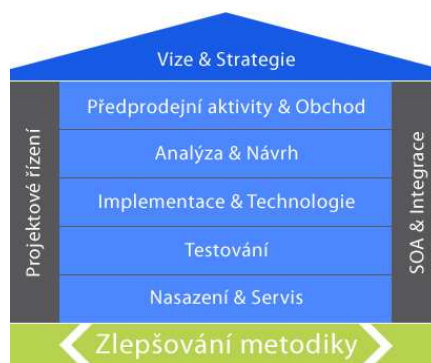 Vize & Strategie
Předprodejní aktivity & Obchod
Analýza & Návrh
Implementace & Technologie
Testování
Nasazení & Servis
Projektové řízení
SOA & Integrace
Zlepšování metodiky